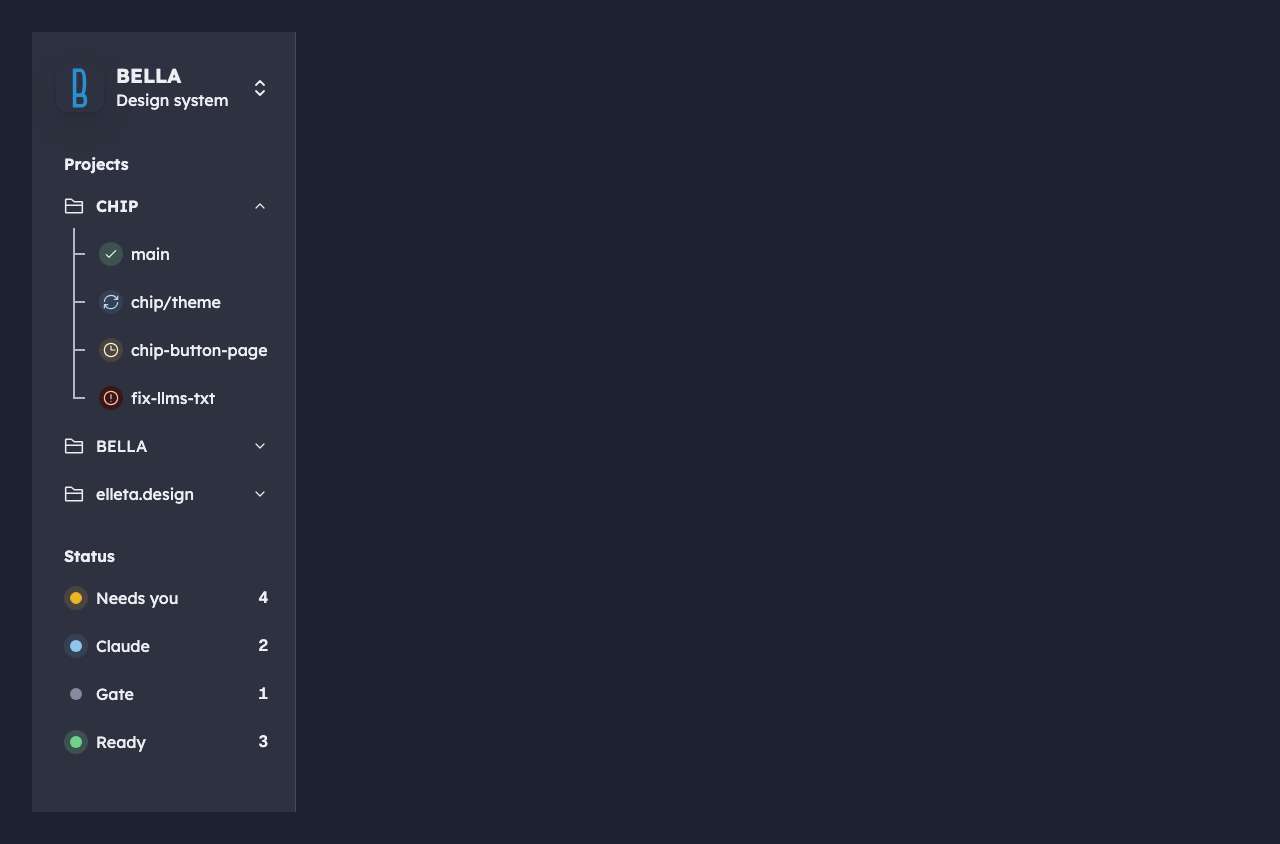 BELLA
Design system
Projects
CHIP
main
chip/theme
chip-button-page
fix-llms-txt
BELLA
elleta.design
Status
Needs you 4
Claude 2
Gate 1
Ready 3